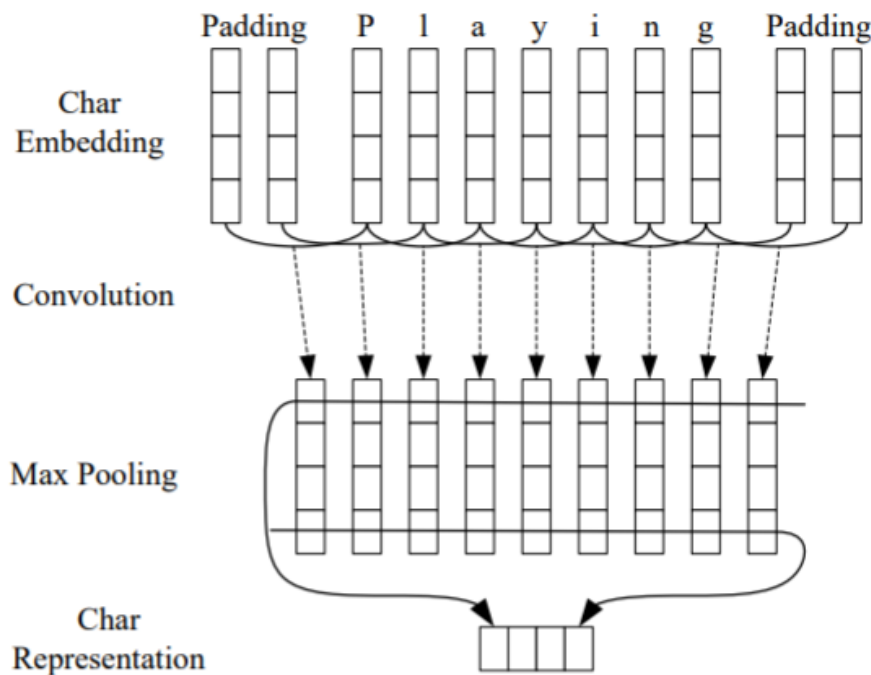 Padding P l a y i n g Padding
Char
Embedding
Convolution
Max Pooling
Char
Representation